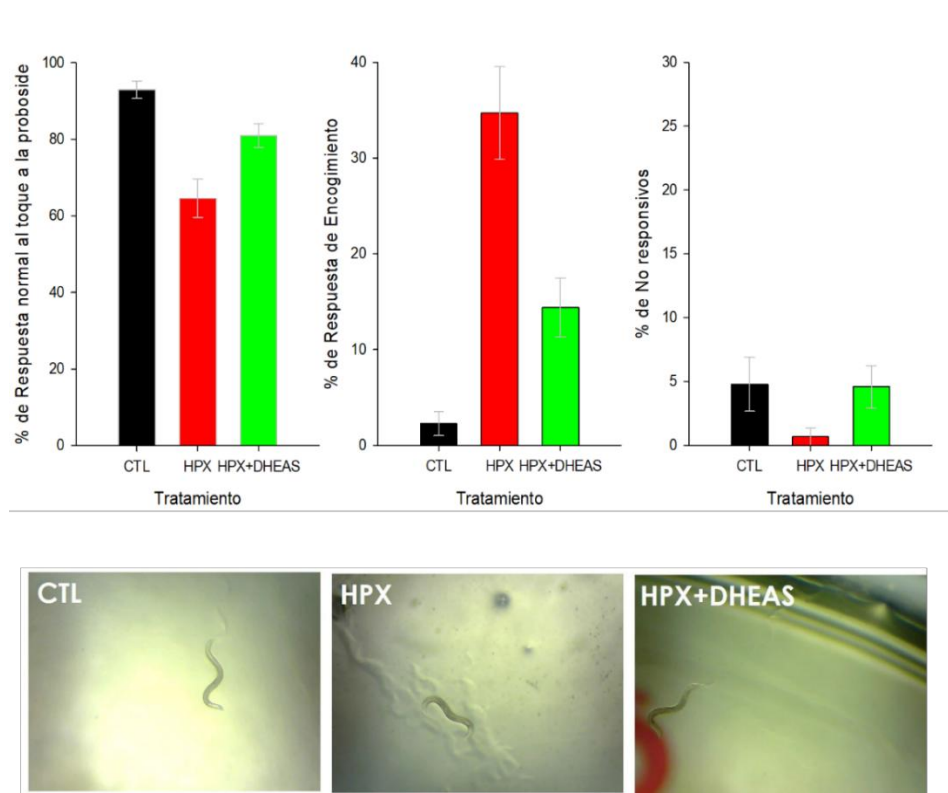 % de Respuesta normal al toque a la proboside
100
80
60
40
20
0
CTL HPX HPX+DHEAS
Tratamiento
% de Respuesta de Encogimiento
40
30
20
10
0
CTL HPX HPX+DHEAS
Tratamiento
% de No responsivos
30
25
20
15
10
5
0
CTL HPX HPX+DHEAS
Tratamiento
CTL
HPX
HPX+DHEAS